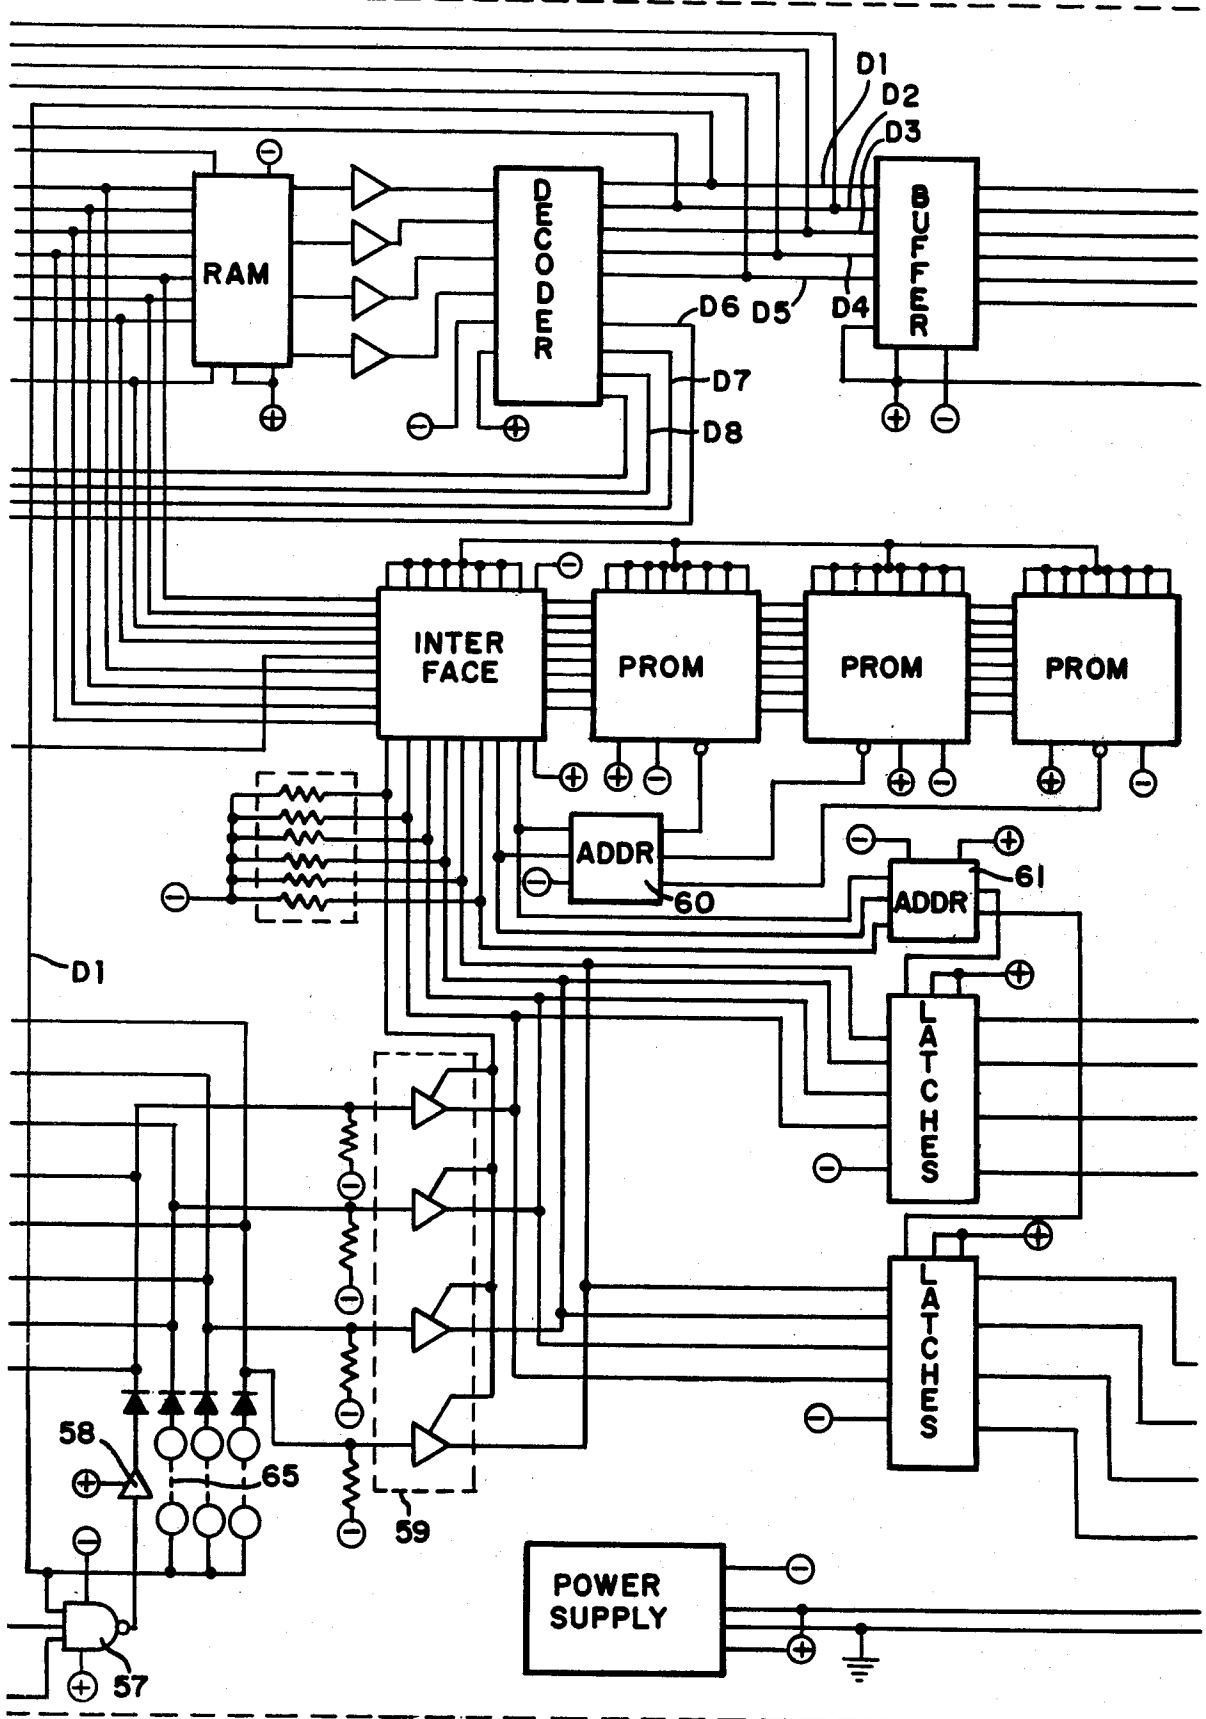 D1
D2
D3
DECODER
BUFFER
RAM
D6
D5
D4
D7
D8
INTER
FACE
PROM
PROM
PROM
ADDR
60
61
ADDR
D1
LATCHES
LATCHES
58
65
59
57
POWER
SUPPLY